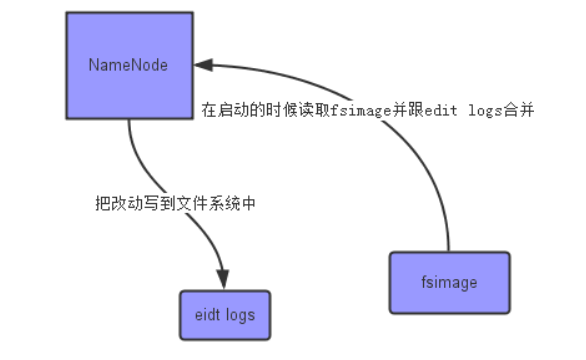 NameNode
在启动的时候读取fsimage并跟edit logs合并
把改动写到文件系统中
fsimage
eidt logs